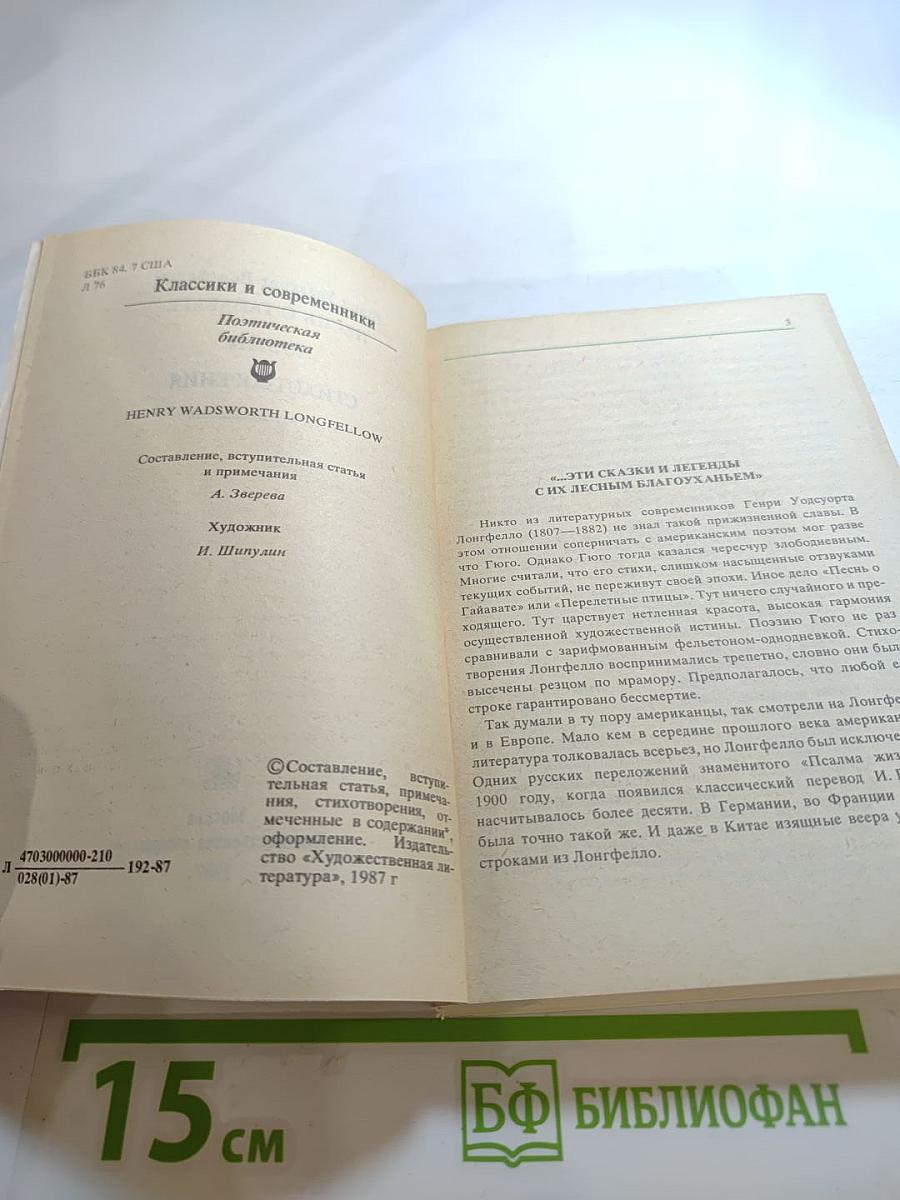 ББК 84. 7 США
Л 76
Классики и современники
Поэтическая
библиотека
HENRY WADSWORTH LONGFELLOW
Составление, вступительная статья
и примечания
А. Зверева
Художник
И. Шипулин
©Составление, вступи-
тельная статья, примеча-
ния, стихотворения, от-
меченные в содержании*,
оформление. Издатель-
ство «Художественная ли-
тература», 1987 г
Л 4703000000-210
028(01)-87
192-87
3
«...ЭТИ СКАЗКИ И ЛЕГЕНДЫ
С ИХ ЛЕСНЫМ БЛАГОУХАНЬЕМ»
Никто из литературных современников Генри Уодсуорта
Лонгфелло (1807—1882) не знал такой прижизненной славы. В
этом отношении соперничать с американским поэтом мог разве
что Гюго. Однако Гюго тогда казался чересчур злободневным.
Многие считали, что его стихи, слишком насыщенные отзвуками
текущих событий, не переживут своей эпохи. Иное дело «Песнь о
Гайавате» или «Перелетные птицы». Тут ничего случайного и пре-
ходящего. Тут царствует нетленная красота, высокая гармония
осуществленной художественной истины. Поэзию Гюго не раз
сравнивали с зарифмованным фельетоном-однодневкой. Стихо-
творения Лонгфелло воспринимались трепетно, словно они был
высечены резцом по мрамору. Предполагалось, что любой е
строке гарантировано бессмертие.
Так думали в ту пору американцы, так смотрели на Лонгфе
и в Европе. Мало кем в середине прошлого века американ
литература толковалась всерьез, но Лонгфелло был исключе
Одних русских переложений знаменитого «Псалма жиз
1900 году, когда появился классический перевод И.
насчитывалось более десяти. В Германии, во Франции
была точно такой же. И даже в Китае изящные веера у
строками из Лонгфелло.
15 см
БФ БИБЛИОФАН